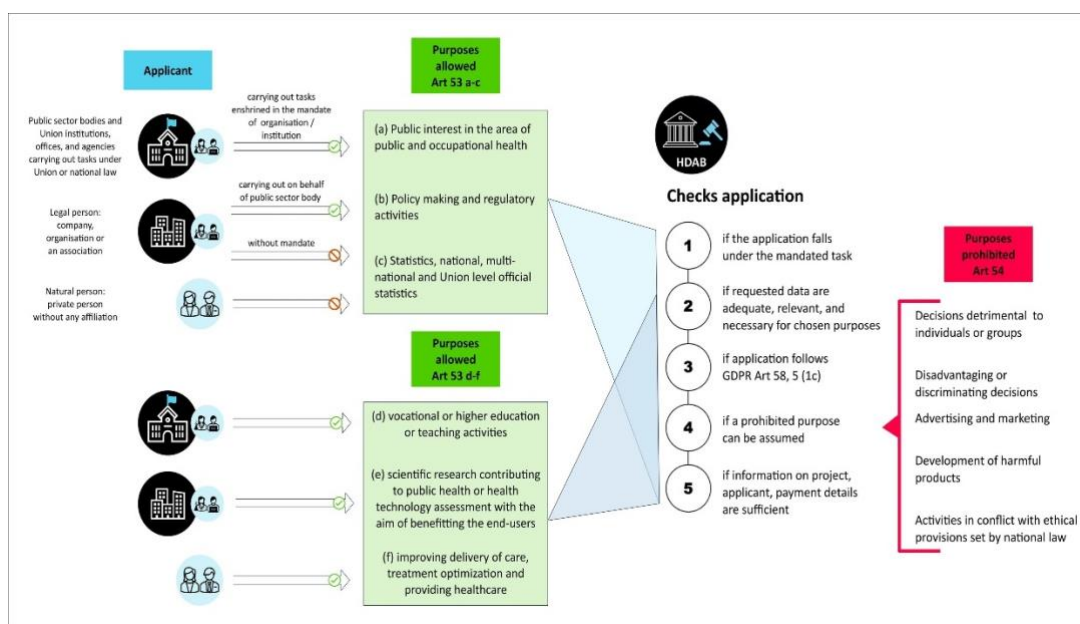 Applicant
Public sector bodies and
Union institutions,
offices, and agencies
carrying out tasks under
Union or national law
Legal person:
company,
organisation or
an association
Natural person:
private person
without any affiliation
carrying out tasks
enshrined in the mandate
of organisation /
institution
carrying out on behalf
of public sector body
without mandate
Purposes
allowed
Art 53 a-c
(a) Public interest in the area of
public and occupational health
(b) Policy making and regulatory
activities
(c) Statistics, national, multi-
national and Union level official
statistics
Purposes
allowed
Art 53 d-f
(d) vocational or higher education
or teaching activities
(e) scientific research contributing
to public health or health
technology assessment with the
aim of benefitting the end-users
(f) improving delivery of care,
treatment optimization and
providing healthcare
HDAB
Checks application
1
if the application falls
under the mandated task
2
if requested data are
adequate, relevant, and
necessary for chosen purposes
3
if application follows
GDPR Art 58, 5 (1c)
4
if a prohibited purpose
can be assumed
5
if information on project,
applicant, payment details
are sufficient
Purposes
prohibited
Art 54
Decisions detrimental to
individuals or groups
Disadvantaging or
discriminating decisions
Advertising and marketing
Development of harmful
products
Activities in conflict with ethical
provisions set by national law